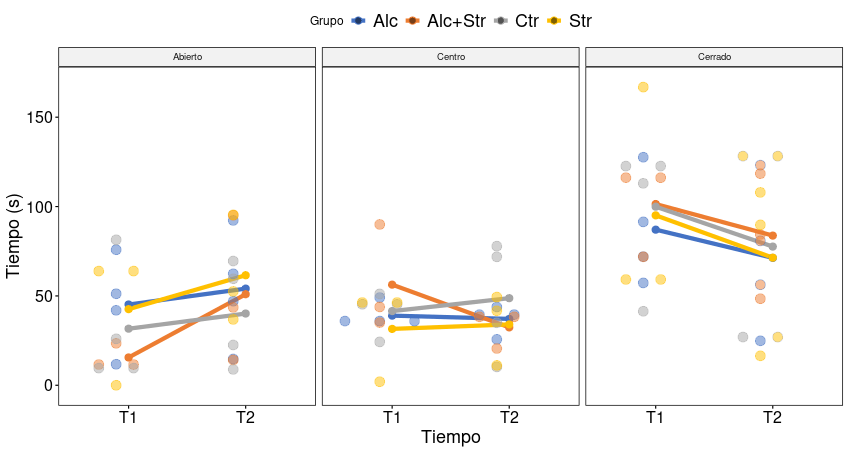 Grupo Alc Alc+Str Ctr Str
Abierto Centro Cerrado
Tiempo (s)
150
100
50
0
T1 T2 T1 T2 T1 T2
Tiempo